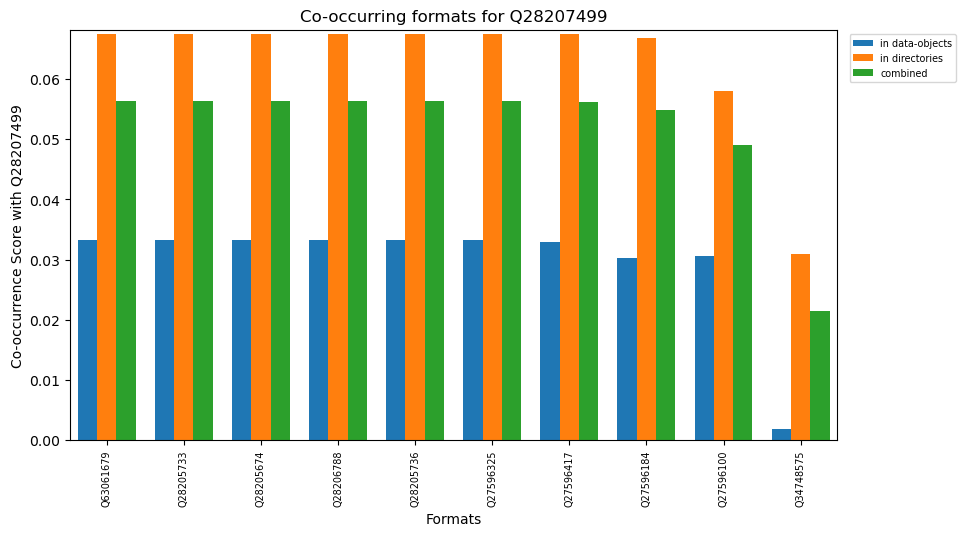 Co-occurring formats for Q28207499
in data-objects
in directories
combined
Co-occurrence Score with Q28207499
0.06
0.05
0.04
0.03
0.02
0.01
0.00
Q63061679
Q28205733
Q28205674
Q28206788
Q28205736
Q27596325
Q27596417
Q27596184
Q27596100
Q34748575
Formats